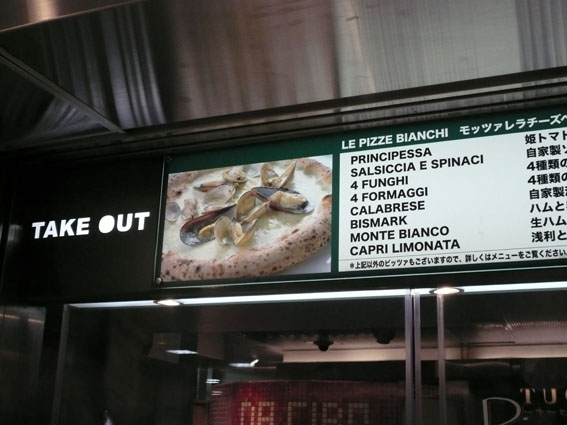 TAKE OUT
LE PIZZE BIANCHI モッツァレラチーズベ
PRINCIPESSA 姫トマト
SALSICCIA E SPINACI 自家製ソ
4 FUNGHI 4種類の
4 FORMAGGI 4種類の
CALABRESE 自家製
BISMARK ハムと
MONTE BIANCO 生ハム
CAPRI LIMONATA 浅利と
*上記以外のピッツァもございますので、詳しくはメニューをご覧ください